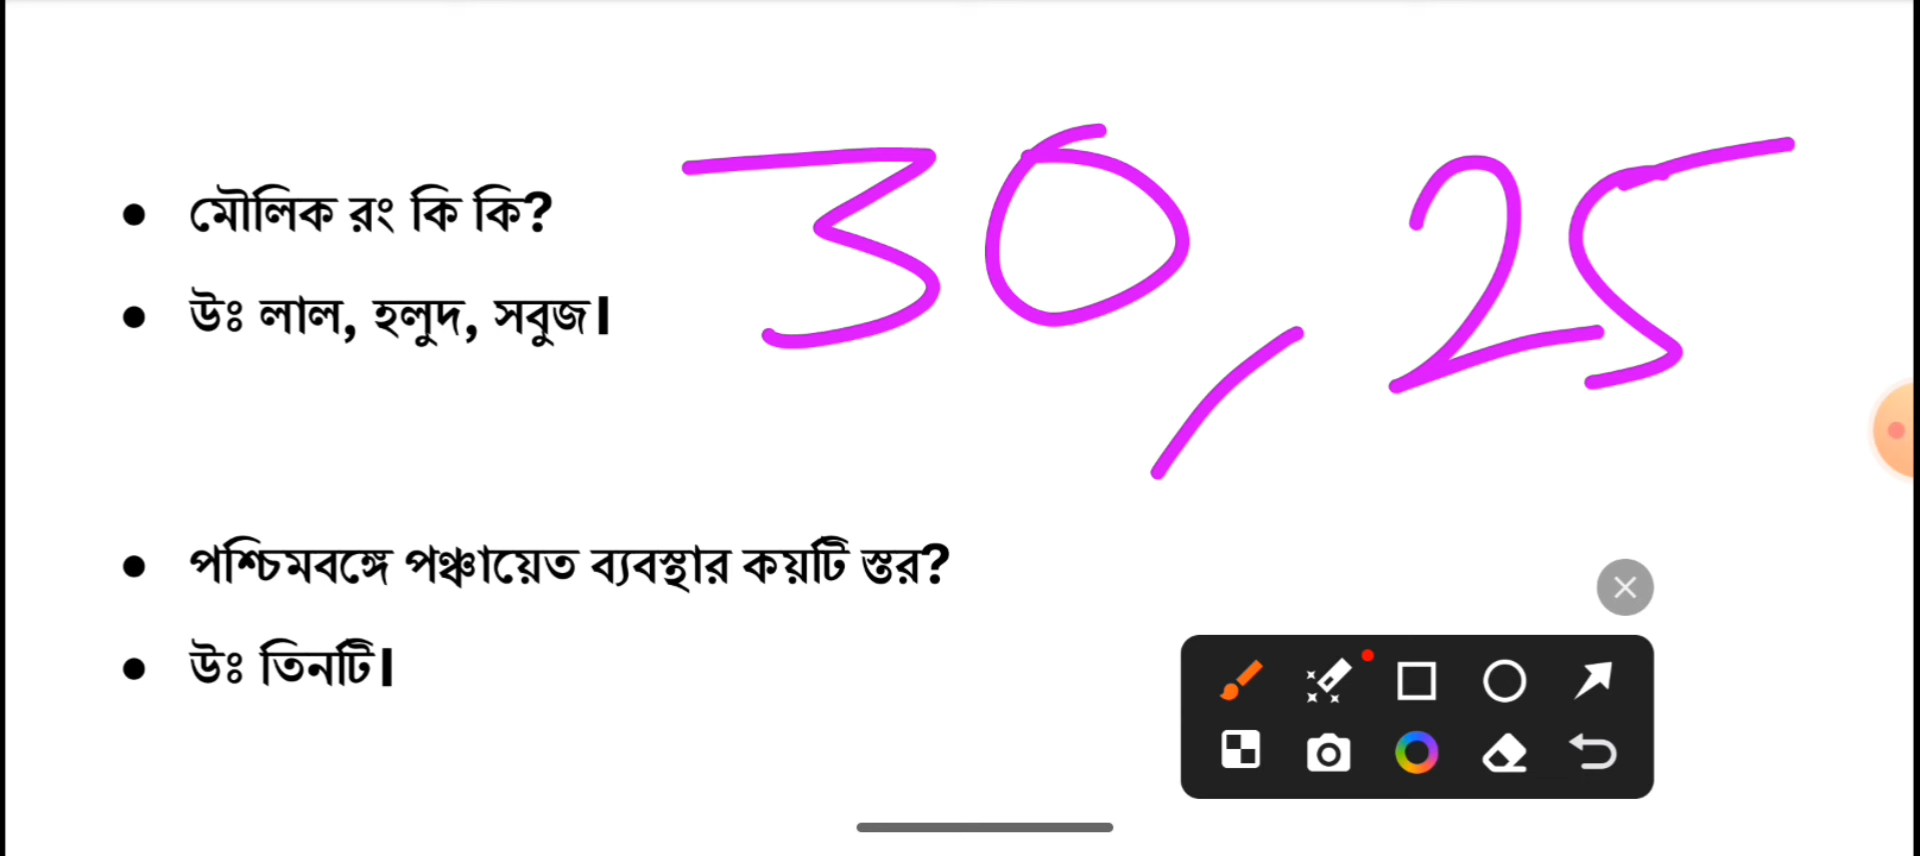 30, 25
• মৌলিক রং কি কি?
• উঃ লাল, হলুদ, সবুজ।
• পশ্চিমবঙ্গে পঞ্চায়েত ব্যবস্থার কয়টি স্তর?
• উঃ তিনটি।